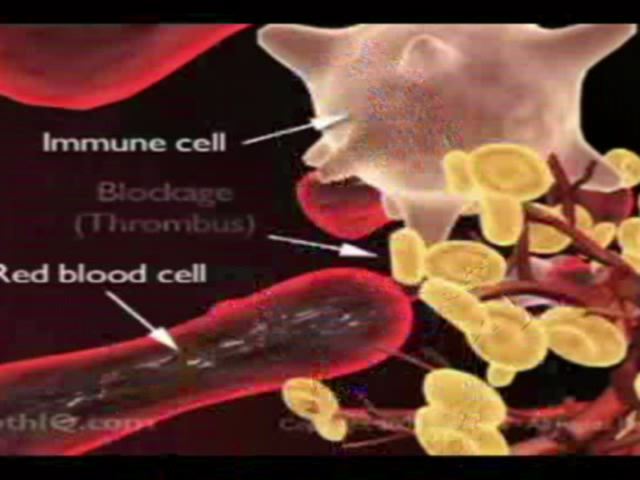 Immune cell
Blockage
(Thrombus)
Red blood cell